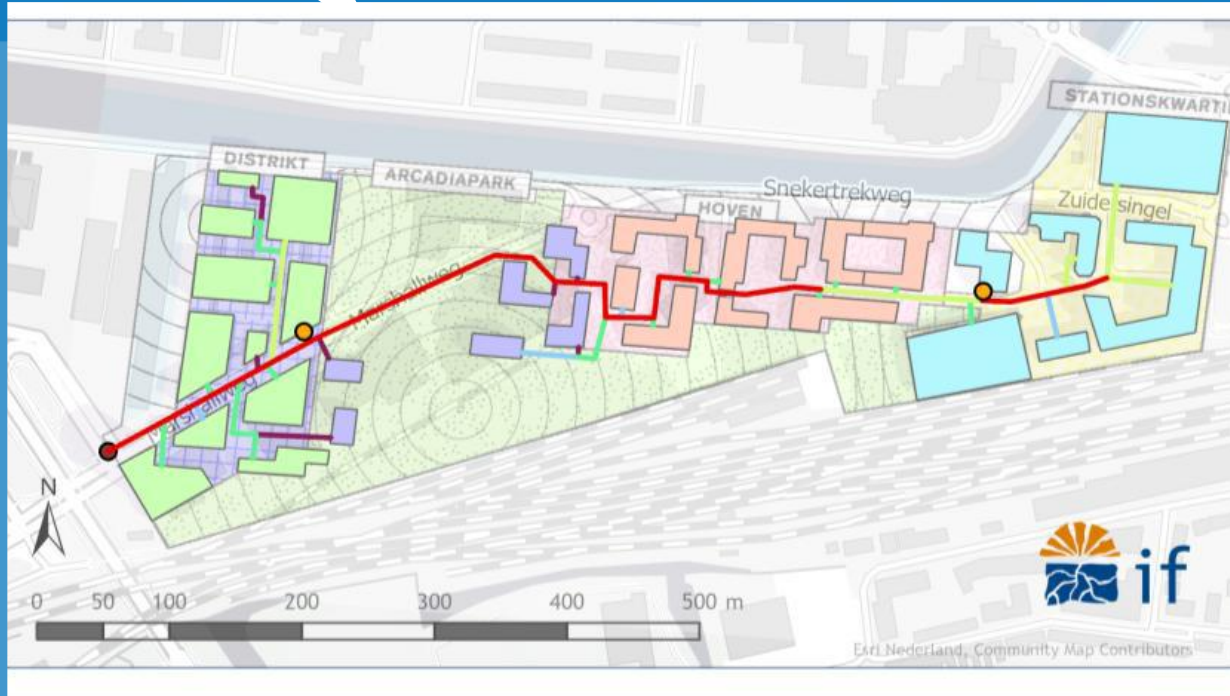 STATIONSKWARTI
DISTRIKT
ARCADIAPARK
Snekertrekweg
HOVEN
Zuidersingel
Marshallweg
Marshallweg
N
0 50 100 200 300 400 500 m
if
Esri Nederland, Community Map Contributors